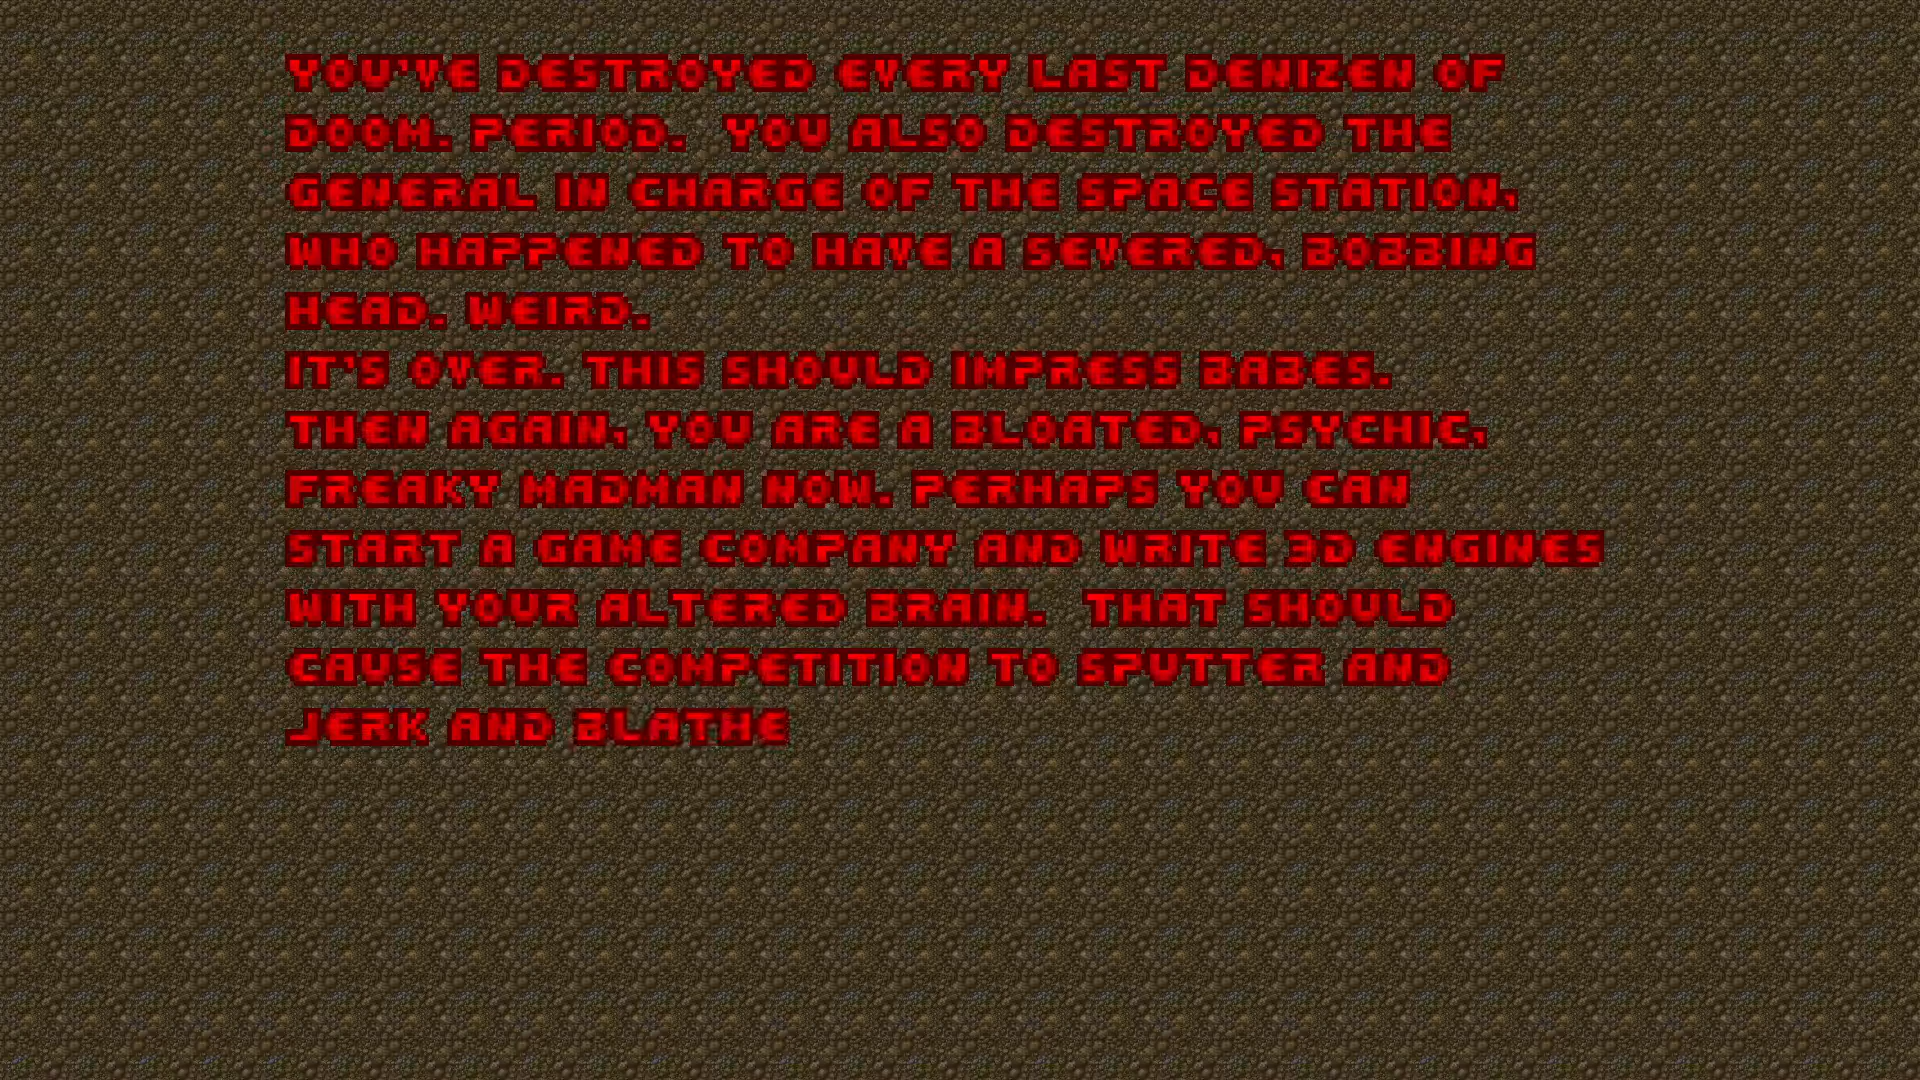 YOU'VE DESTROYED EVERY LAST DENIZEN OF
DOOM. PERIOD.  YOU ALSO DESTROYED THE
GENERAL IN CHARGE OF THE SPACE STATION,
WHO HAPPENED TO HAVE A SEVERED, BOBBING
HEAD. WEIRD.
IT'S OVER. THIS SHOULD IMPRESS BABES.
THEN AGAIN, YOU ARE A BLOATED, PSYCHIC,
FREAKY MADMAN NOW. PERHAPS YOU CAN
START A GAME COMPANY AND WRITE 3D ENGINES
WITH YOUR ALTERED BRAIN.  THAT SHOULD
CAUSE THE COMPETITION TO SPUTTER AND
JERK AND BLATHE